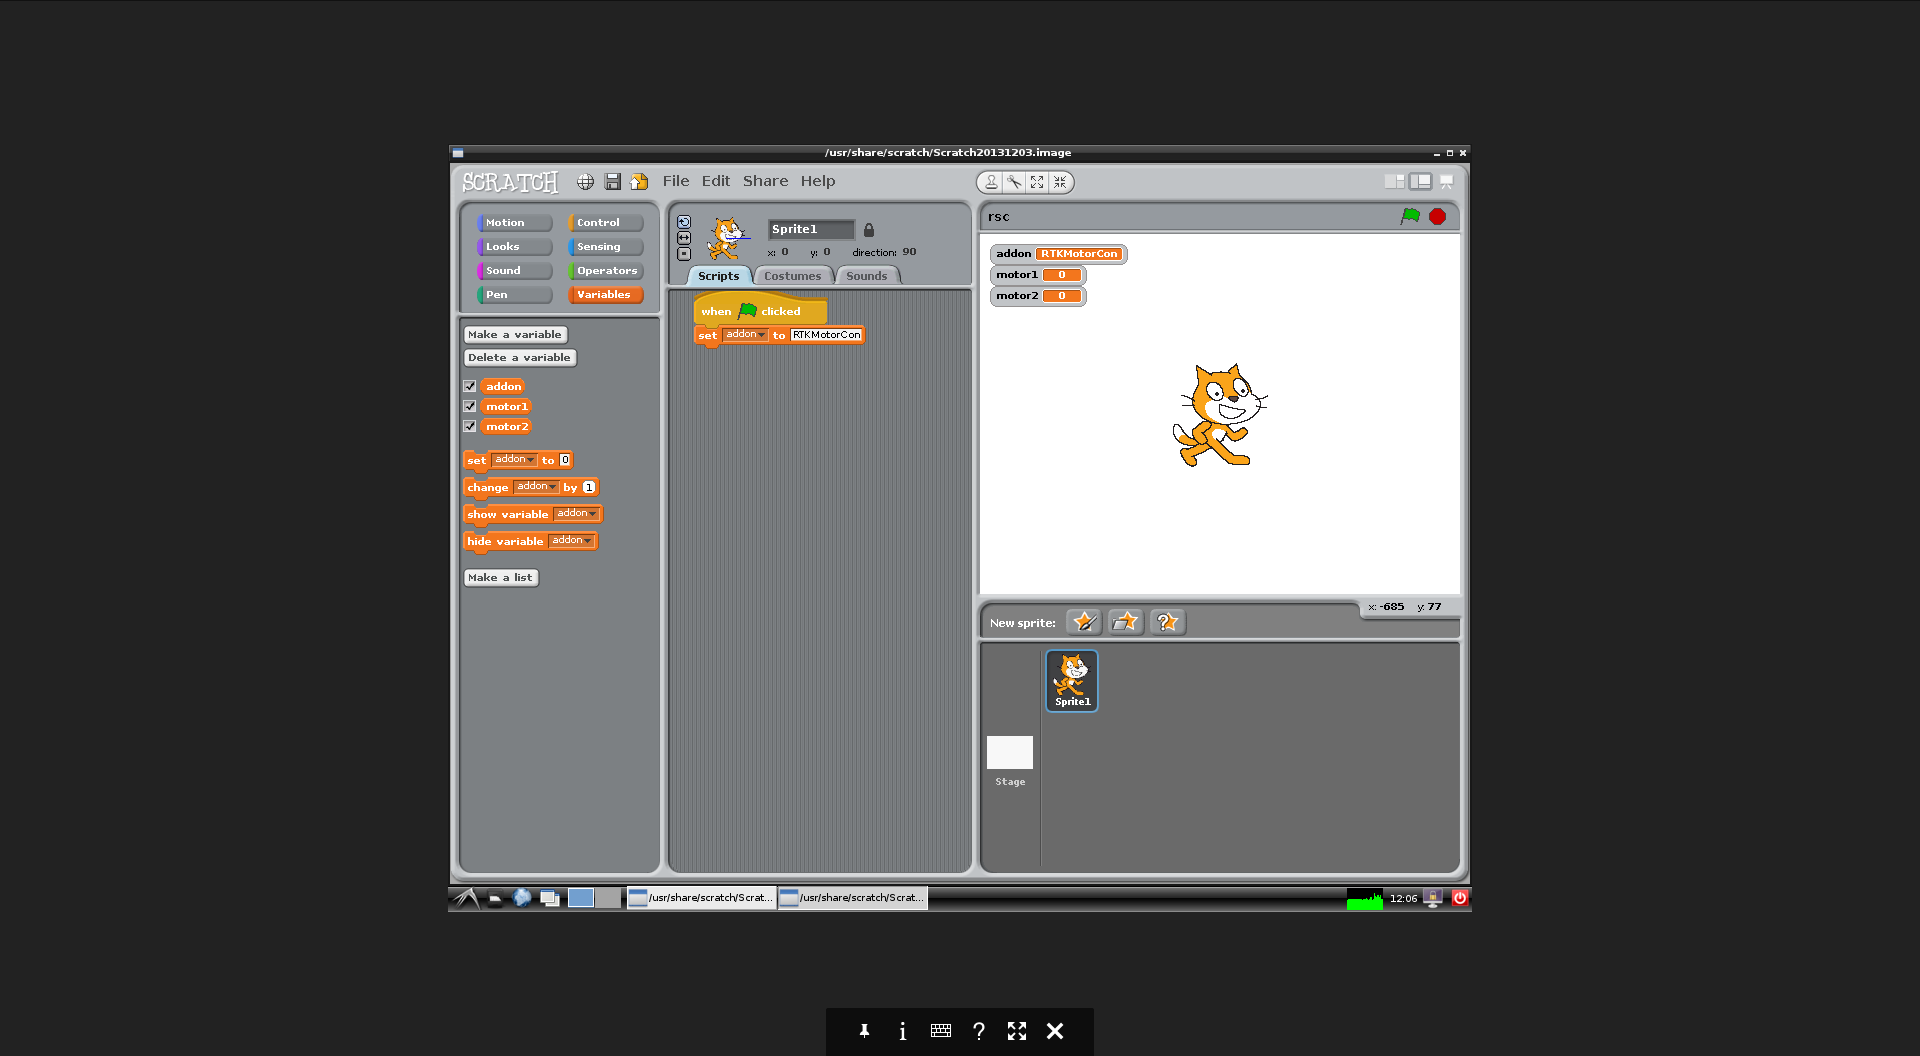 /usr/share/scratch/Scratch20131203.image
SCRATCH
File Edit Share Help
Motion Control
Looks Sensing
Sound Operators
Pen Variables
Make a variable
Delete a variable
addon
motor1
motor2
set addon to 0
change addon by 1
show variable addon
hide variable addon
Make a list
Sprite1
x: 0 y: 0 direction: 90
Scripts Costumes Sounds
when clicked
set addon to RTKMotorCon
rsc
addon RTKMotorCon
motor1 0
motor2 0
x: -685 y: 77
New sprite:
Sprite1
Stage
/usr/share/scratch/Scrat... /usr/share/scratch/Scrat... 12:06
i ?